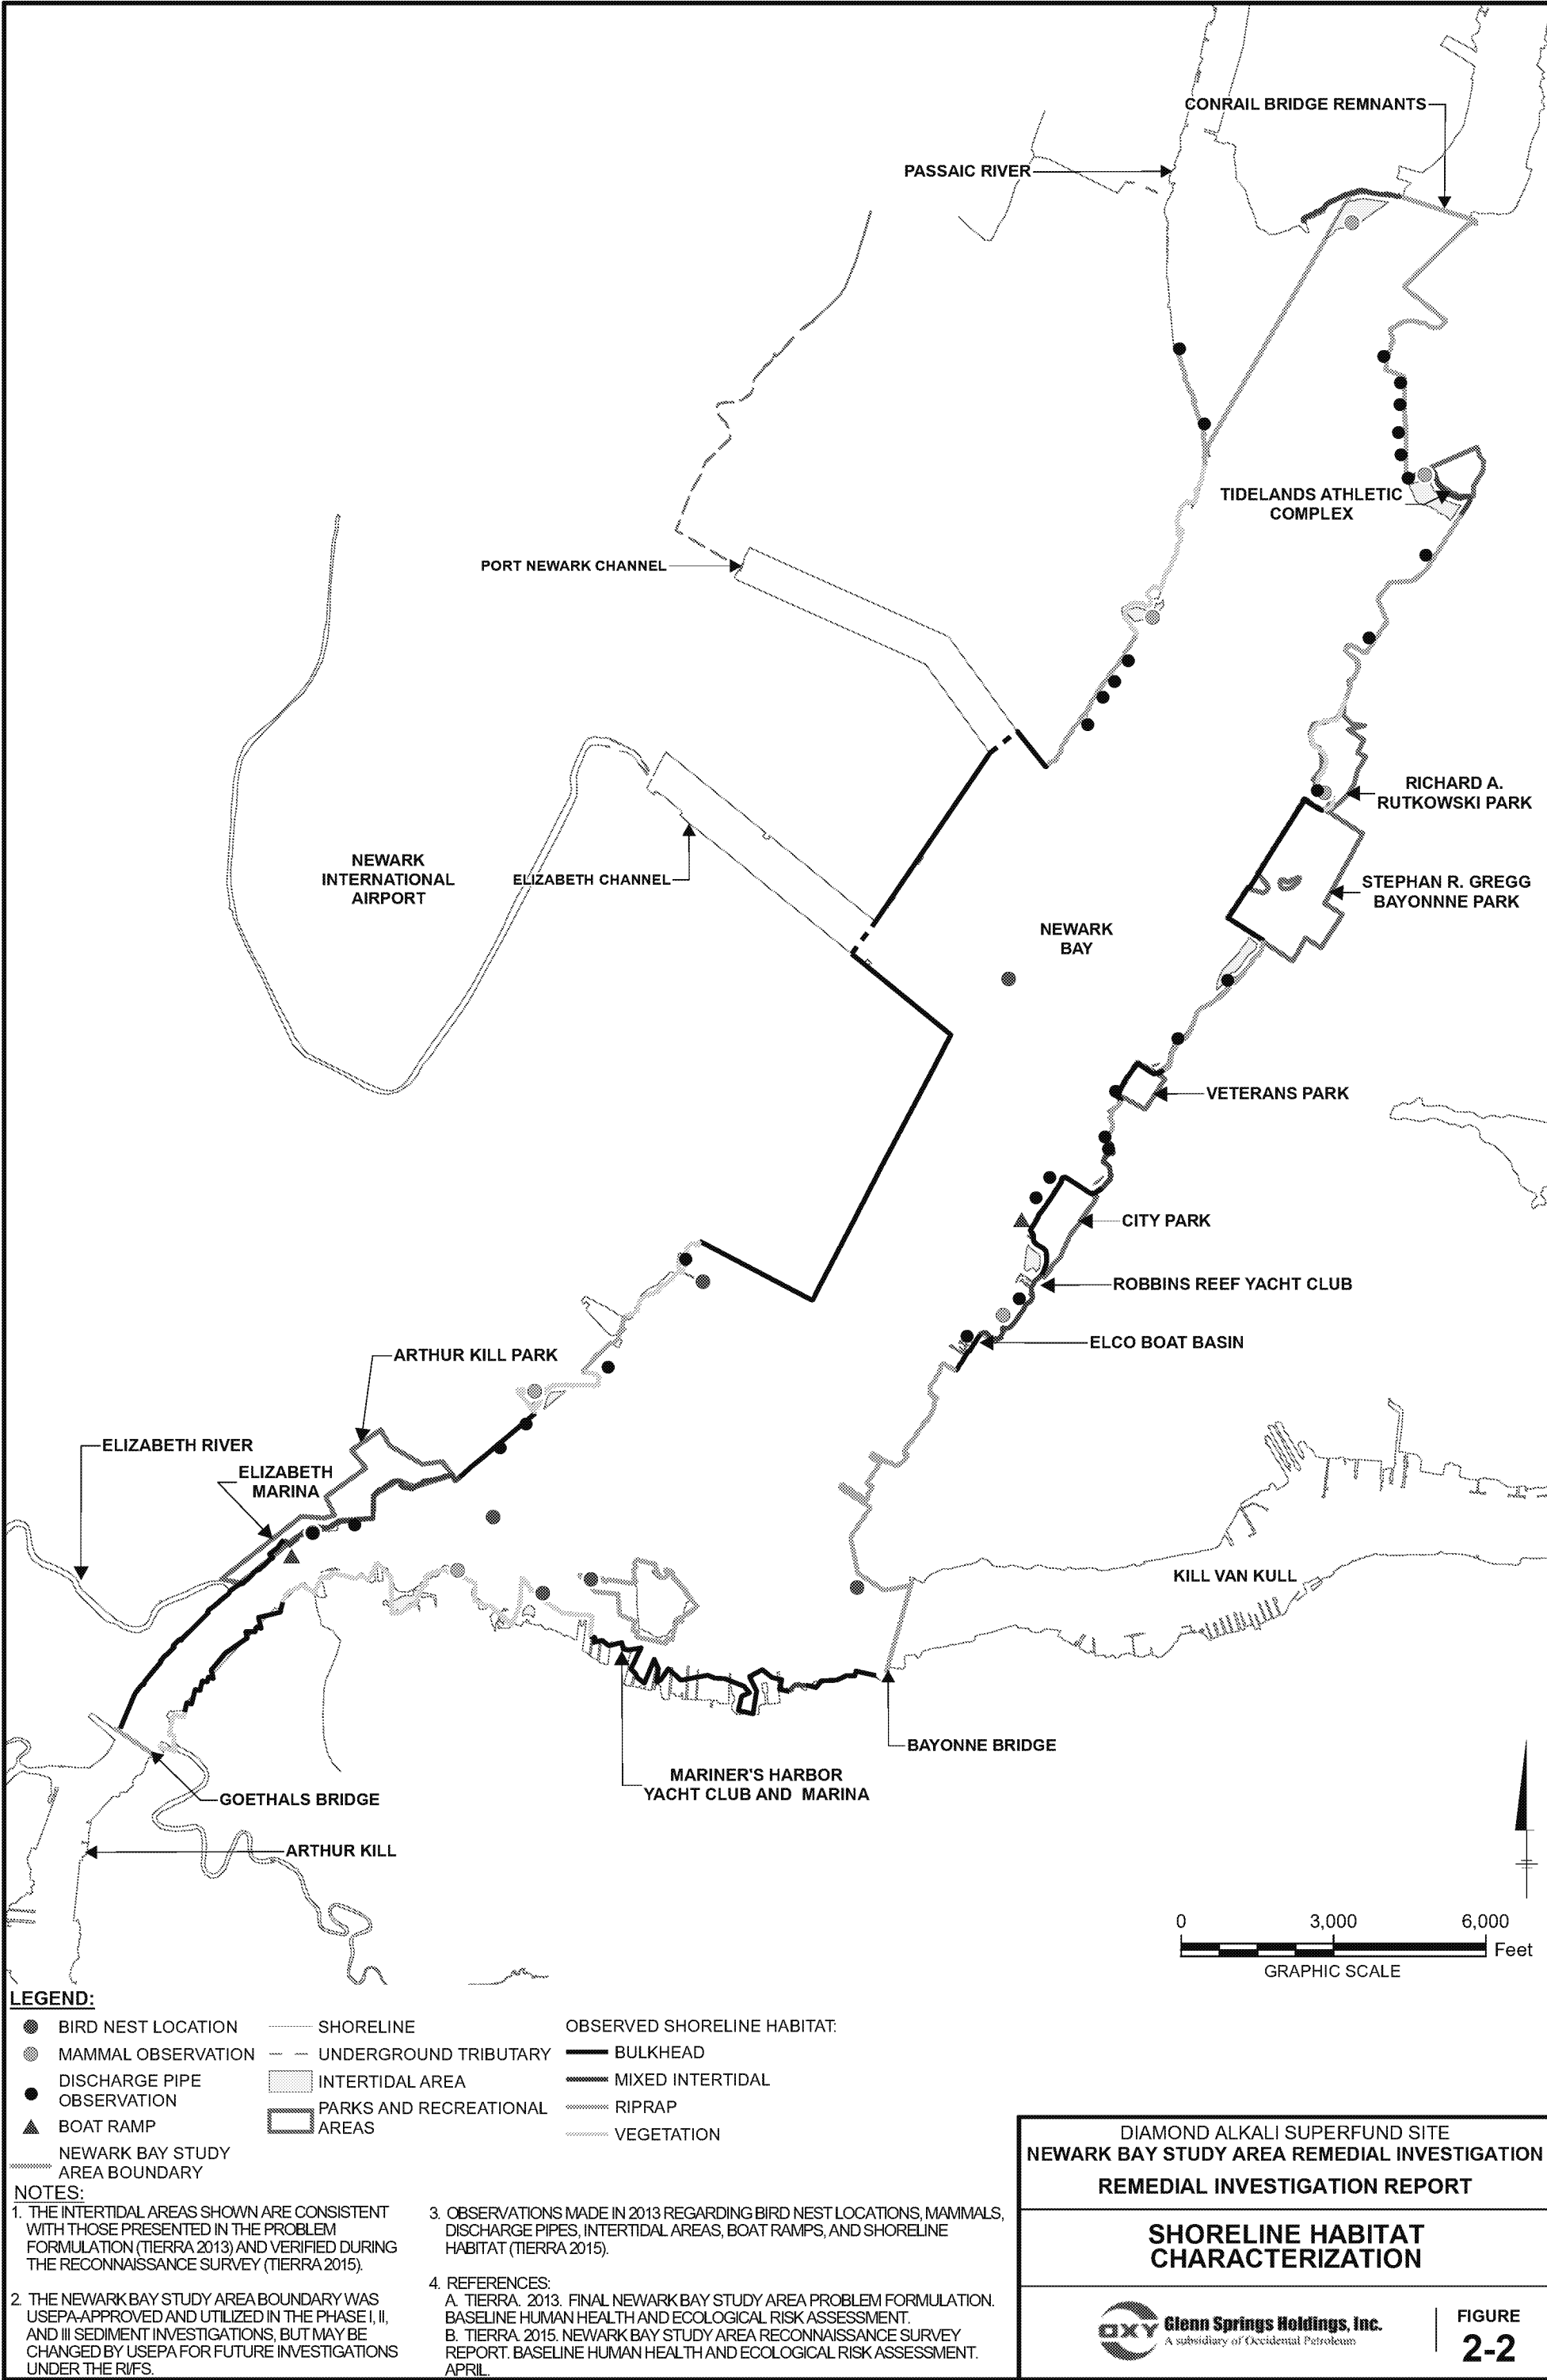 CONRAIL BRIDGE REMNANTS
PASSAIC RIVER
TIDELANDS ATHLETIC
COMPLEX
PORT NEWARK CHANNEL
RICHARD A.
RUTKOWSKI PARK
NEWARK
INTERNATIONAL
AIRPORT
ELIZABETH CHANNEL
STEPHAN R. GREGG
BAYONNNE PARK
NEWARK
BAY
VETERANS PARK
CITY PARK
ROBBINS REEF YACHT CLUB
ELCO BOAT BASIN
ARTHUR KILL PARK
ELIZABETH RIVER
ELIZABETH
MARINA
KILL VAN KULL
BAYONNE BRIDGE
MARINER'S HARBOR
YACHT CLUB AND MARINA
GOETHALS BRIDGE
ARTHUR KILL
0 3,000 6,000
Feet
GRAPHIC SCALE
LEGEND:
BIRD NEST LOCATION
MAMMAL OBSERVATION
DISCHARGE PIPE
OBSERVATION
BOAT RAMP
NEWARK BAY STUDY
AREA BOUNDARY
SHORELINE
UNDERGROUND TRIBUTARY
INTERTIDAL AREA
PARKS AND RECREATIONAL
AREAS
OBSERVED SHORELINE HABITAT:
BULKHEAD
MIXED INTERTIDAL
RIPRAP
VEGETATION
NOTES:
1. THE INTERTIDAL AREAS SHOWN ARE CONSISTENT
WITH THOSE PRESENTED IN THE PROBLEM
FORMULATION (TIERRA 2013) AND VERIFIED DURING
THE RECONNAISSANCE SURVEY (TIERRA 2015).
2. THE NEWARK BAY STUDY AREA BOUNDARY WAS
USEPA-APPROVED AND UTILIZED IN THE PHASE I, II,
AND III SEDIMENT INVESTIGATIONS, BUT MAY BE
CHANGED BY USEPA FOR FUTURE INVESTIGATIONS
UNDER THE RI/FS.
3. OBSERVATIONS MADE IN 2013 REGARDING BIRD NEST LOCATIONS, MAMMALS,
DISCHARGE PIPES, INTERTIDAL AREAS, BOAT RAMPS, AND SHORELINE
HABITAT (TIERRA 2015).
4. REFERENCES:
A. TIERRA. 2013. FINAL NEWARK BAY STUDY AREA PROBLEM FORMULATION.
BASELINE HUMAN HEALTH AND ECOLOGICAL RISK ASSESSMENT.
B. TIERRA. 2015. NEWARK BAY STUDY AREA RECONNAISSANCE SURVEY
REPORT. BASELINE HUMAN HEALTH AND ECOLOGICAL RISK ASSESSMENT.
APRIL.
DIAMOND ALKALI SUPERFUND SITE
NEWARK BAY STUDY AREA REMEDIAL INVESTIGATION
REMEDIAL INVESTIGATION REPORT
SHORELINE HABITAT
CHARACTERIZATION
OXY
Glenn Springs Holdings, Inc.
A subsidiary of Occidental Petroleum
FIGURE
2-2